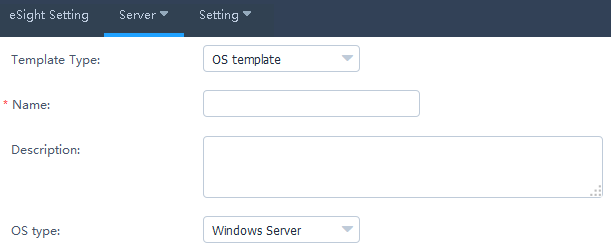 eSight Setting Server Setting
Template Type: OS template
* Name:
Description:
OS type: Windows Server